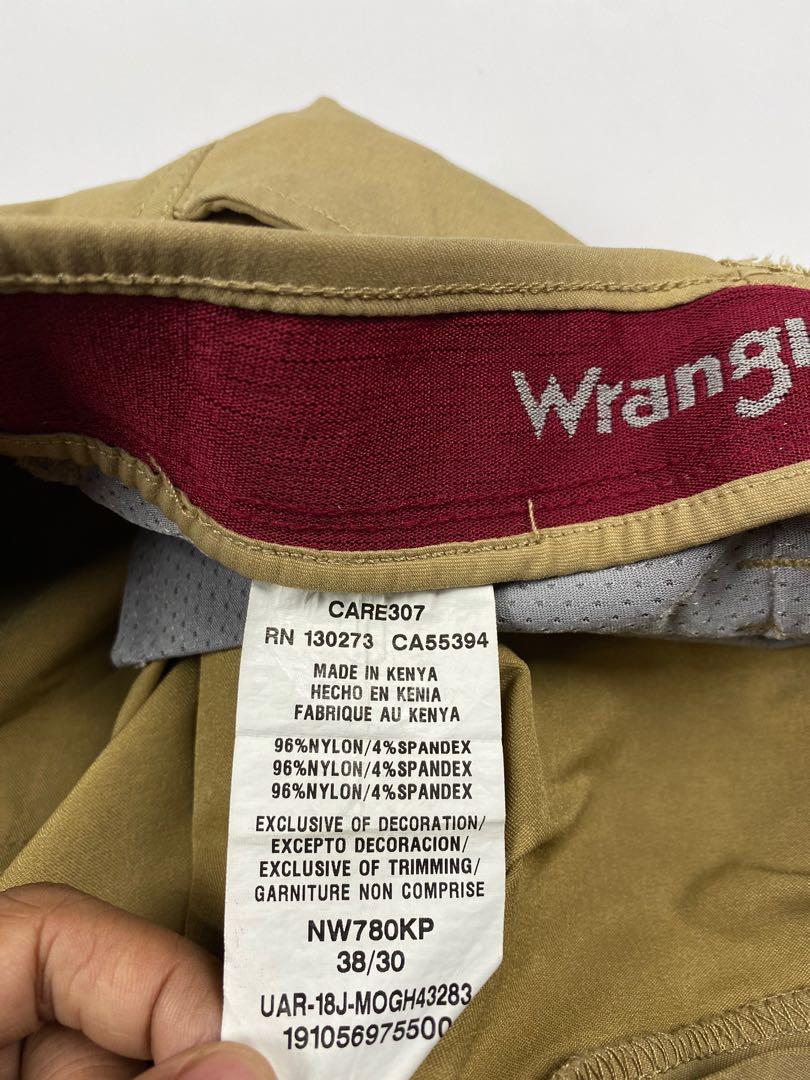 Wrangl
CARE307
RN 130273 CA55394
MADE IN KENYA
HECHO EN KENIA
FABRIQUE AU KENYA
96%NYLON/4%SPANDEX
96%NYLON/4%SPANDEX
96%NYLON/4%SPANDEX
EXCLUSIVE OF DECORATION/
EXCEPTO DECORACION/
EXCLUSIVE OF TRIMMING/
GARNITURE NON COMPRISE
NW780KP
38/30
UAR-18J-MOGH43283
191056975500